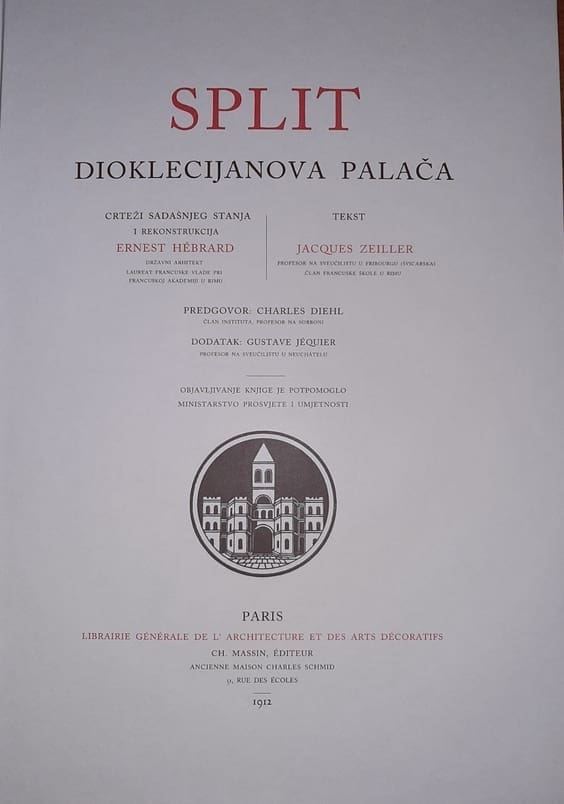 SPLIT
DIOKLECIJANOVA PALAČA
CRTEŽI SADAŠNJEG STANJA
I REKONSTRUKCIJA
ERNEST HÉBRARD
DRŽAVNI ARHITEKT
LAUREAT FRANCUSKE VLADE PRI
FRANCUSKOJ AKADEMIJI U RIMU
TEKST
JACQUES ZEILLER
PROFESOR NA SVEUČILIŠTU U FRIBOURGU (ŠVICARSKA)
ČLAN FRANCUSKE ŠKOLE U RIMU
PREDGOVOR: CHARLES DIEHL
ČLAN INSTITUTA, PROFESOR NA SORBONI
DODATAK: GUSTAVE JÉQUIER
PROFESOR NA SVEUČILIŠTU U NEUCHÂTELU
OBJAVLJIVANJE KNJIGE JE POTPOMOGLO
MINISTARSTVO PROSVJETE I UMJETNOSTI
PARIS
LIBRAIRIE GÉNÉRALE DE L' ARCHITECTURE ET DES ARTS DÉCORATIFS
CH. MASSIN, ÉDITEUR
ANCIENNE MAISON CHARLES SCHMID
9, RUE DES ÉCOLES
1912